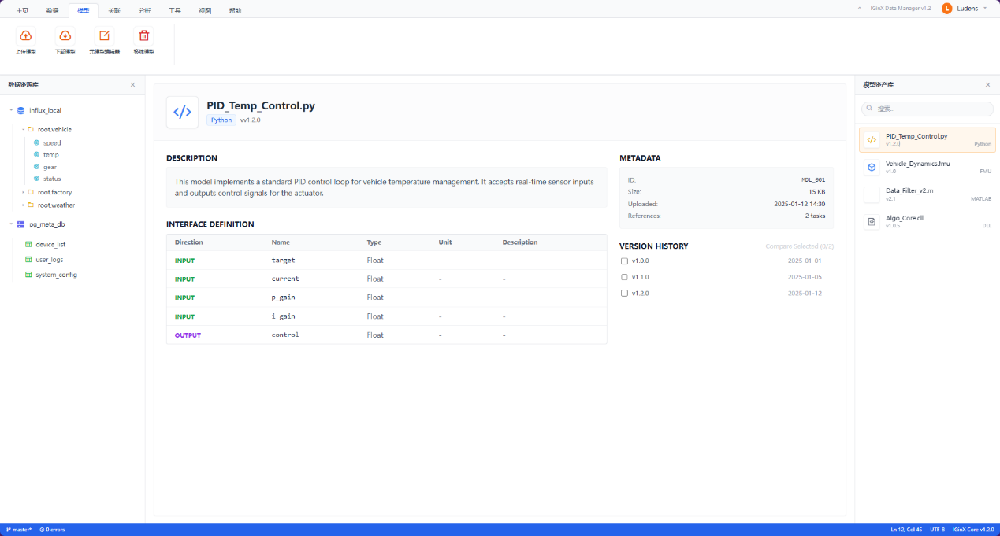 主页 数据 模型 关联 分析 工具 视图 帮助 IGinX Data Manager v1.2 L Ludens
上传模型 下载模型 元模型编辑器 移除模型
数据资源库
influx_local
root.vehicle
speed
temp
gear
status
root.factory
root.weather
pg_meta_db
device_list
user_logs
system_config
PID_Temp_Control.py
Python vv1.2.0
DESCRIPTION
This model implements a standard PID control loop for vehicle temperature management. It accepts real-time sensor inputs
and outputs control signals for the actuator.
INTERFACE DEFINITION
Direction Name Type Unit Description
INPUT target Float - -
INPUT current Float - -
INPUT p_gain Float - -
INPUT i_gain Float - -
OUTPUT control Float - -
METADATA
ID: MDL_001
Size: 15 KB
Uploaded: 2025-01-12 14:30
References: 2 tasks
VERSION HISTORY Compare Selected (0/2)
v1.0.0 2025-01-01
v1.1.0 2025-01-05
v1.2.0 2025-01-12
模型资产库
搜索...
PID_Temp_Control.py
v1.2.0 Python
Vehicle_Dynamics.fmu
v1.0 FMU
Data_Filter_v2.m
v2.1 MATLAB
Algo_Core.dll
v1.0.5 DLL
master* 0 errors Ln 12, Col 45 UTF-8 IGinX Core v1.2.0